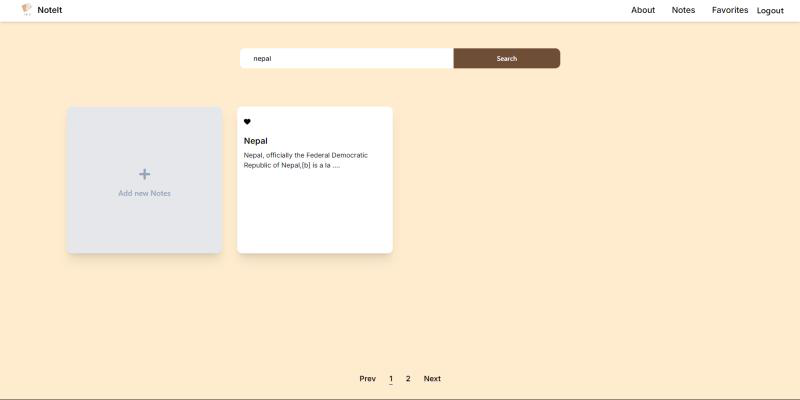 NoteIt
About Notes Favorites Logout
nepal
Search
Add new Notes
Nepal
Nepal, officially the Federal Democratic
Republic of Nepal,[b] is a la ....
Prev 1 2 Next